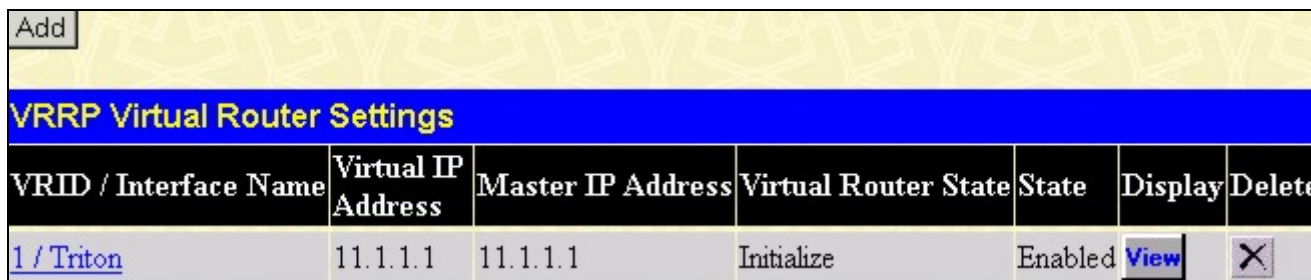 Add
VRRP Virtual Router Settings
VRID / Interface Name Virtual IP Address Master IP Address Virtual Router State State Display Delete
1 / Triton 11.1.1.1 11.1.1.1 Initialize Enabled View X